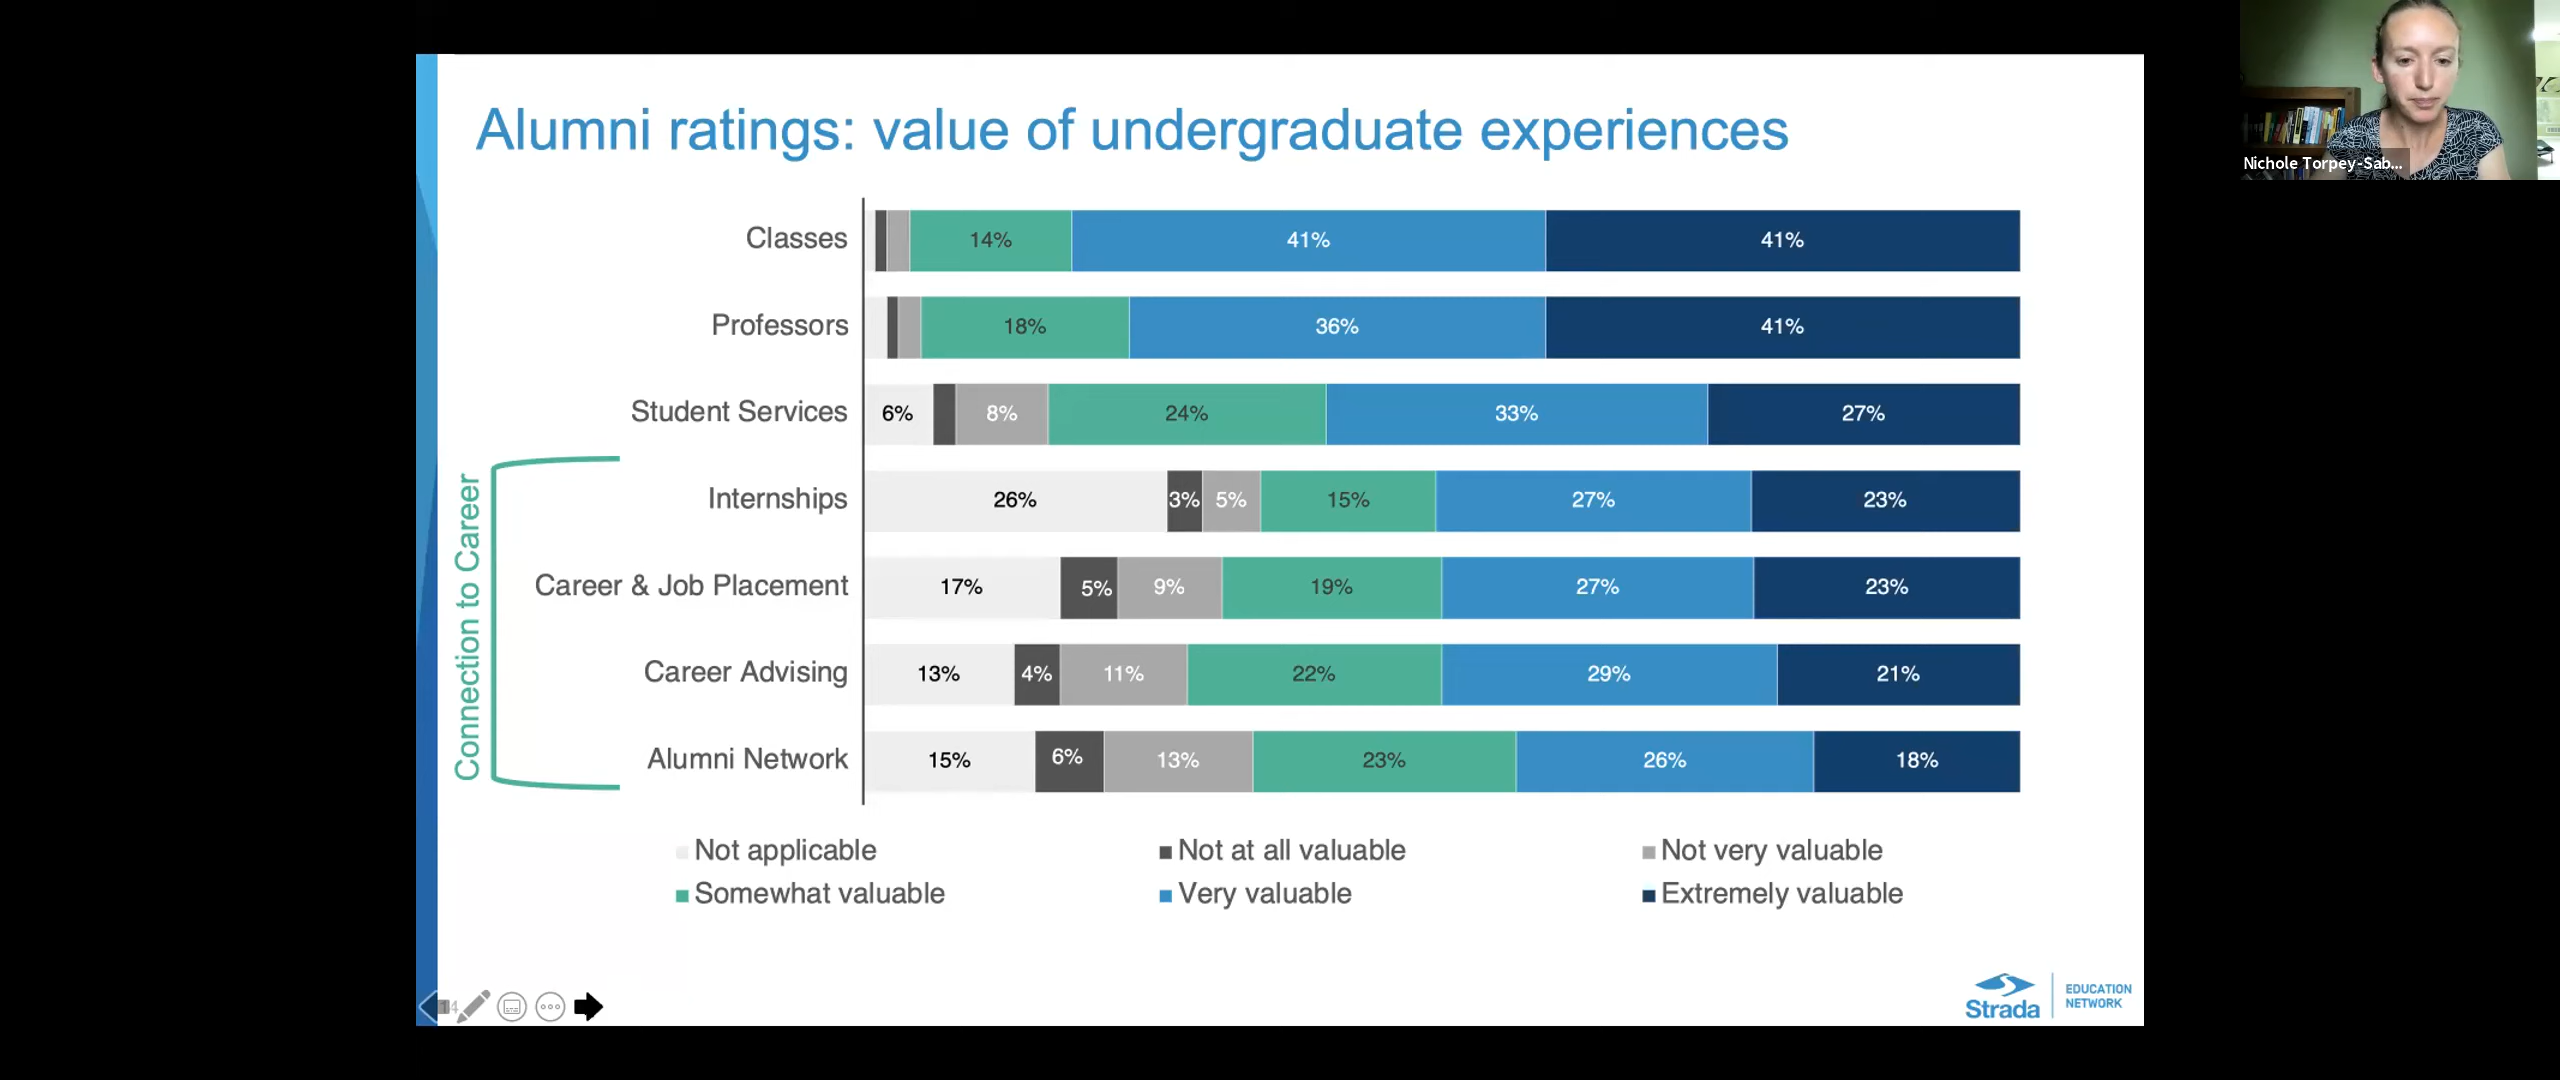 Alumni ratings: value of undergraduate experiences
Nichole Torpey-Sab...
Classes 14% 41% 41%
Professors 18% 36% 41%
Student Services 6% 8% 24% 33% 27%
Connection to Career
Internships 26% 3% 5% 15% 27% 23%
Career & Job Placement 17% 5% 9% 19% 27% 23%
Career Advising 13% 4% 11% 22% 29% 21%
Alumni Network 15% 6% 13% 23% 26% 18%
Not applicable Not at all valuable Not very valuable
Somewhat valuable Very valuable Extremely valuable
Strada
EDUCATION
NETWORK